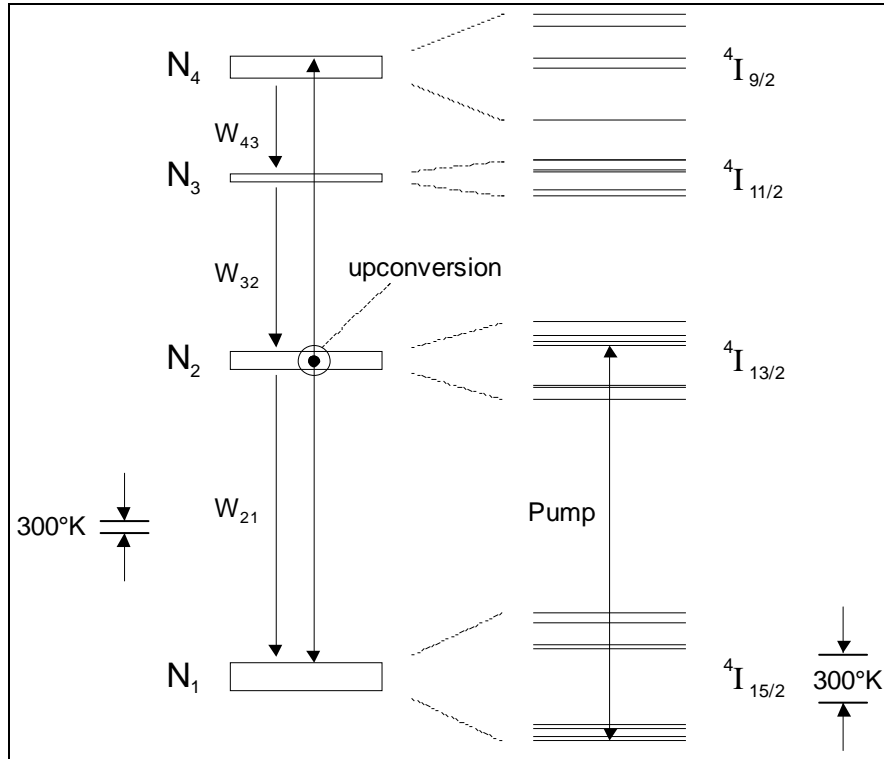 N4
4I9/2
W43
N3
4I11/2
W32
upconversion
N2
4I13/2
W21
300°K
Pump
N1
4I15/2
300°K